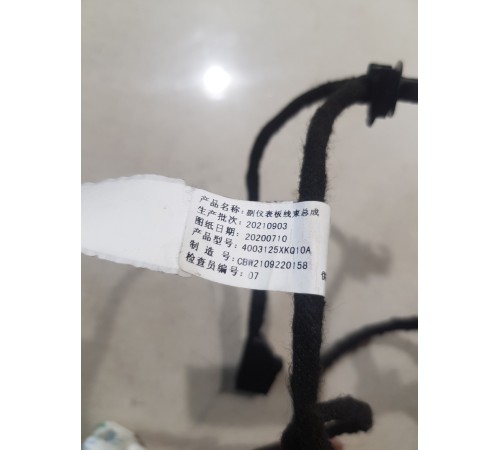 产品名称：副仪表板线束总成
生产批次：20210903
图纸日期：20200710
产品型号：4003125XKQ10A
制造号：CBW2109220158
检查员编号：07